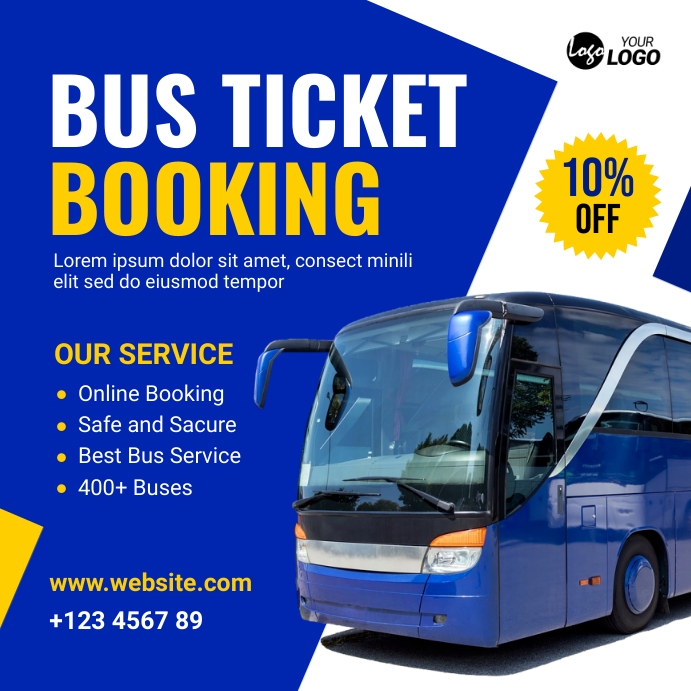 Logo
YOUR
LOGO
BUS TICKET
BOOKING
10%
OFF
Lorem ipsum dolor sit amet, consect minili
elit sed do eiusmod tempor
OUR SERVICE
Online Booking
Safe and Sacure
Best Bus Service
400+ Buses
www.website.com
+123 4567 89